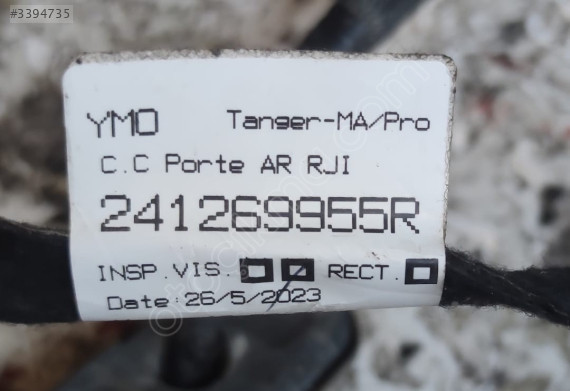 #3394735
YMO Tanger-MA/Pro
C.C Porte AR RJI
241269955R
INSP.VIS. RECT.
Date:26/5/2023